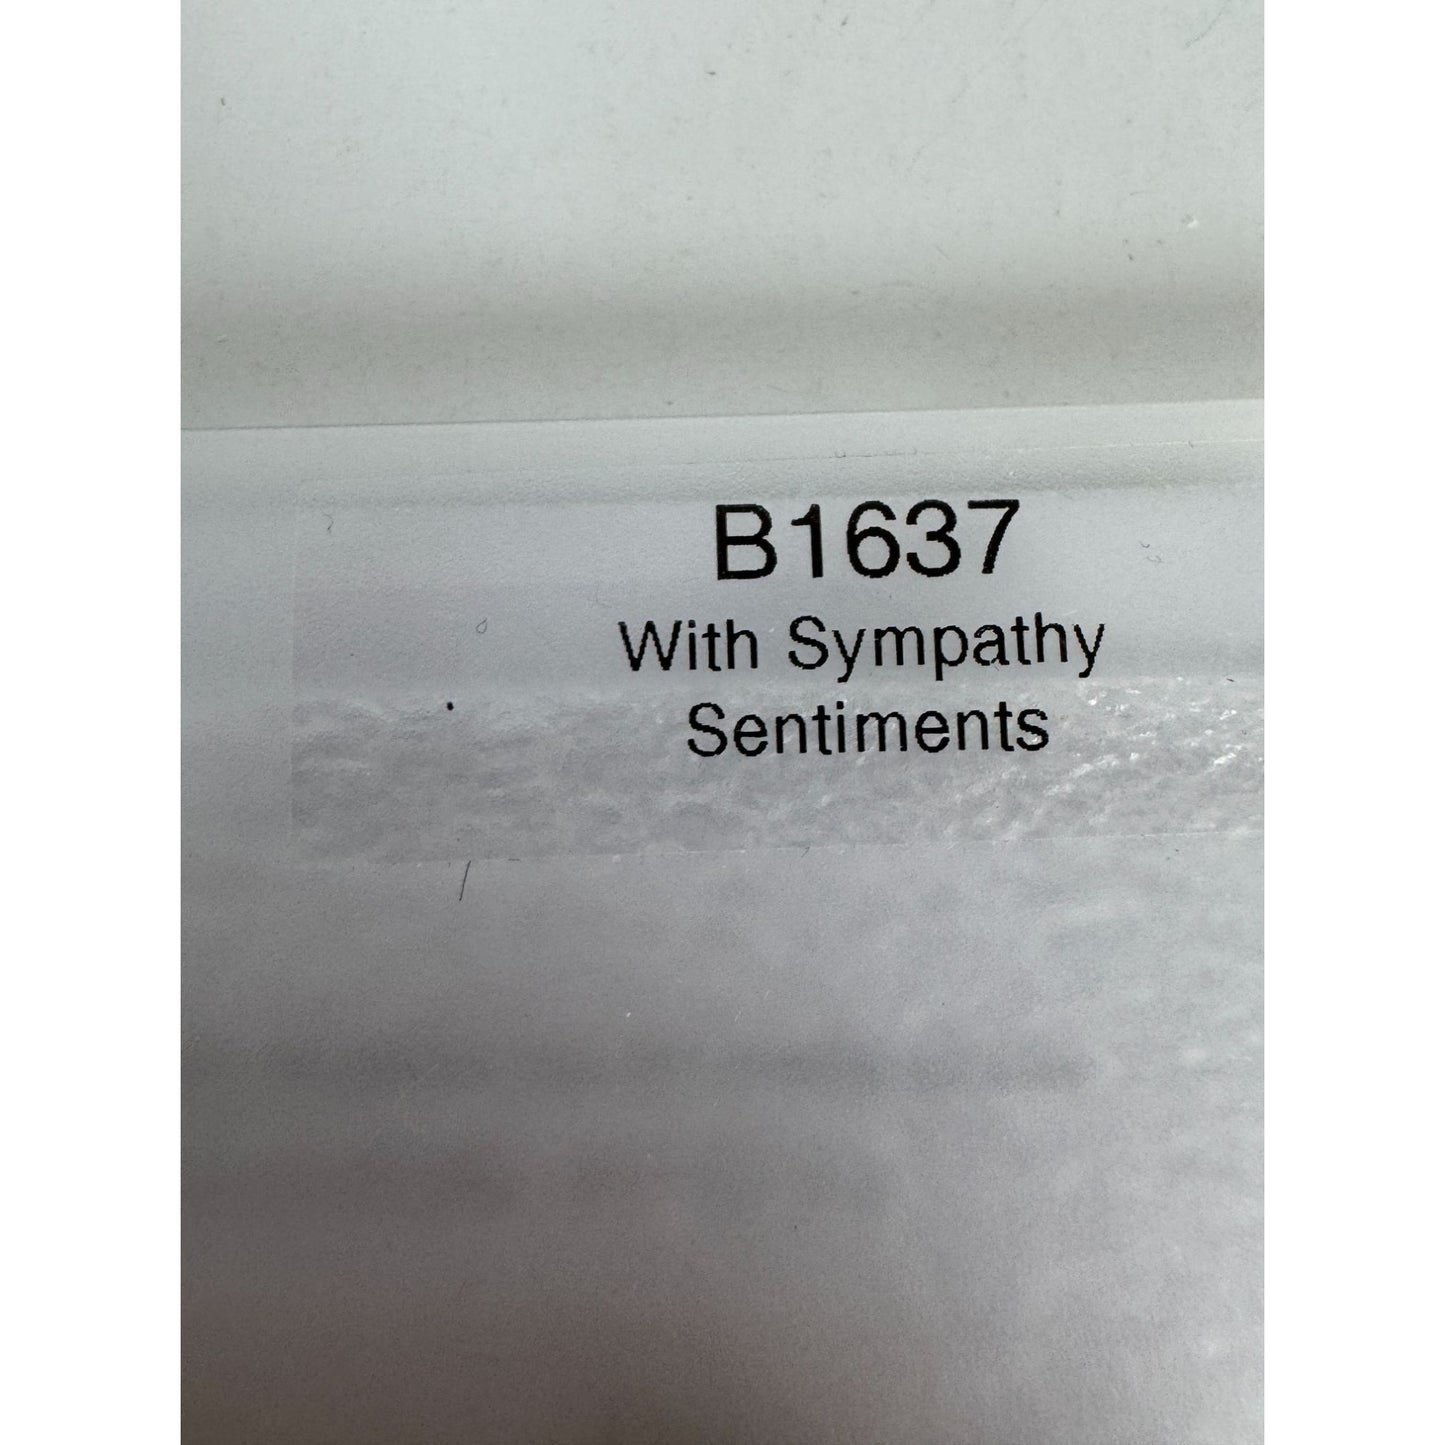 B1637
With Sympathy
Sentiments